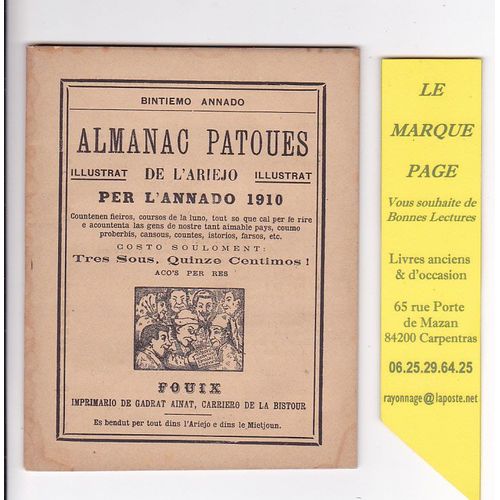 BINTIEMO ANNADO
ALMANAC PATOUES
ILLUSTRAT DE L'ARIEJO ILLUSTRAT
PER L'ANNADO 1910
Countenen fieiros, coursos de la luno, tout so que cal per fe rire
e acountenta las gens de nostre tant aimable pays, coumo
proberbis, cansous, countes, istorios, farsos, etc.
COSTO SOULOMENT:
Tres Sous, Quinze Centimos !
ACO'S PER RES
FOUIX
IMPRIMARIO DE GADRAT AINAT, CARRIERO DE LA BISTOUR
Es bendut per tout dins l'Ariejo e dins le Mietjoun.
LE
MARQUE
PAGE
Vous souhaite de
Bonnes Lectures
Livres anciens
& d'occasion
65 rue Porte
de Mazan
84200 Carpentras
06.25.29.64.25
rayonnage@laposte.net